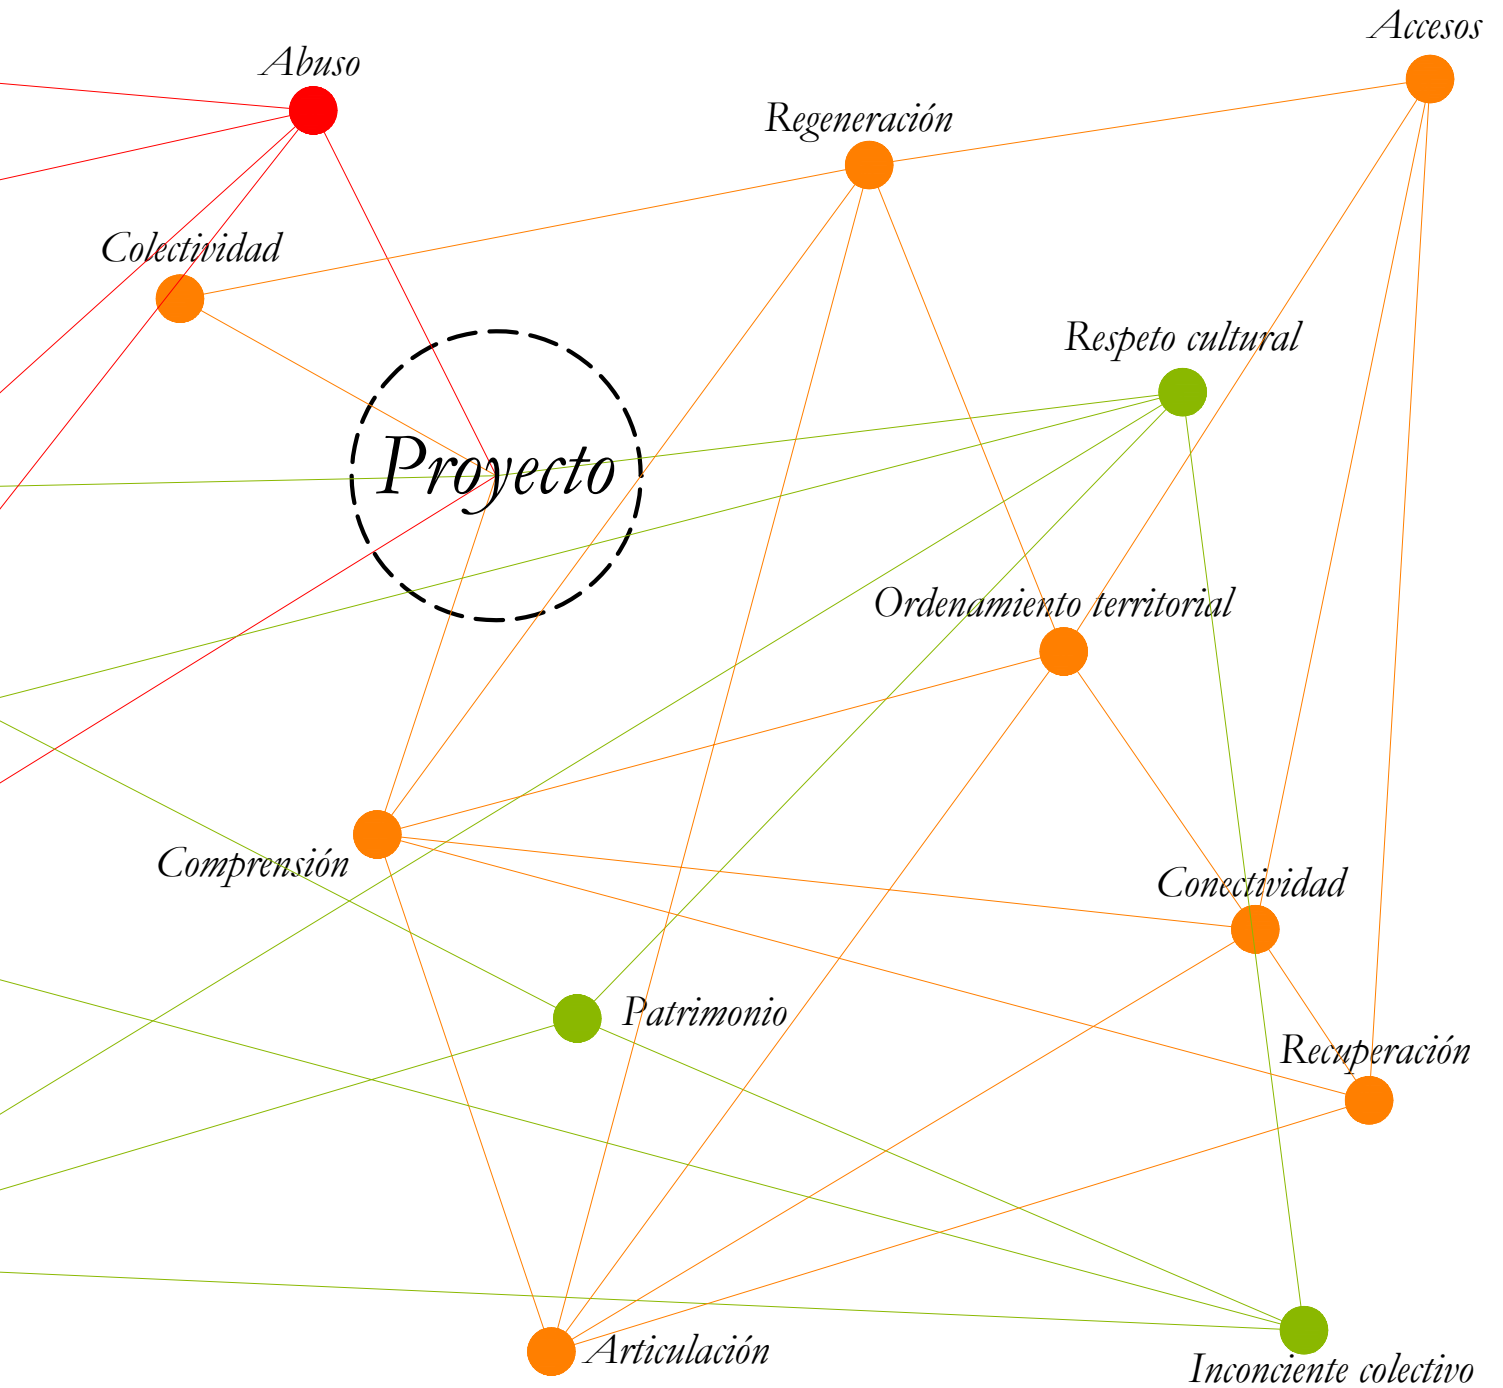 Accesos
Abuso
Regeneración
Colectividad
Respeto cultural
Proyecto
Ordenamiento territorial
Comprensión
Conectividad
Patrimonio
Recuperación
Articulación
Inconciente colectivo